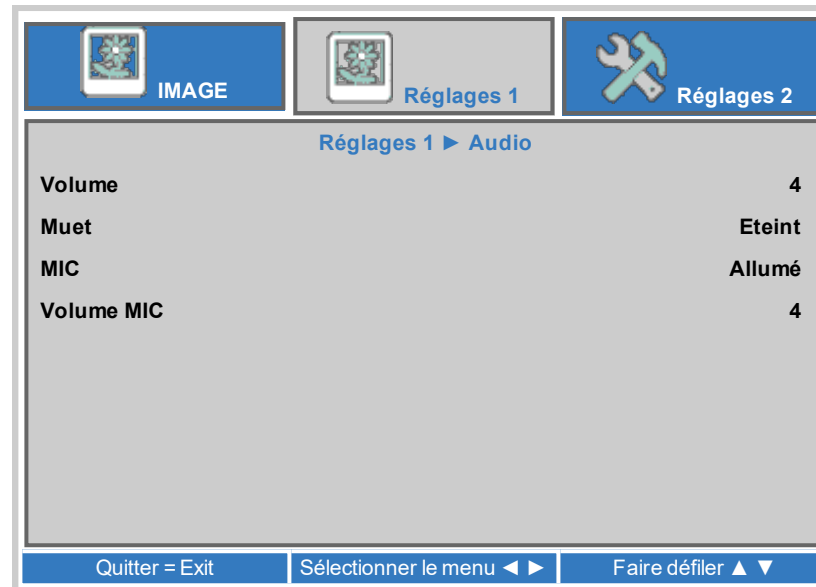 IMAGE
Réglages 1
Réglages 2
Réglages 1 ► Audio
Volume 4
Muet Eteint
MIC Allumé
Volume MIC 4
Quitter = Exit
Sélectionner le menu ◄ ►
Faire défiler ▲ ▼